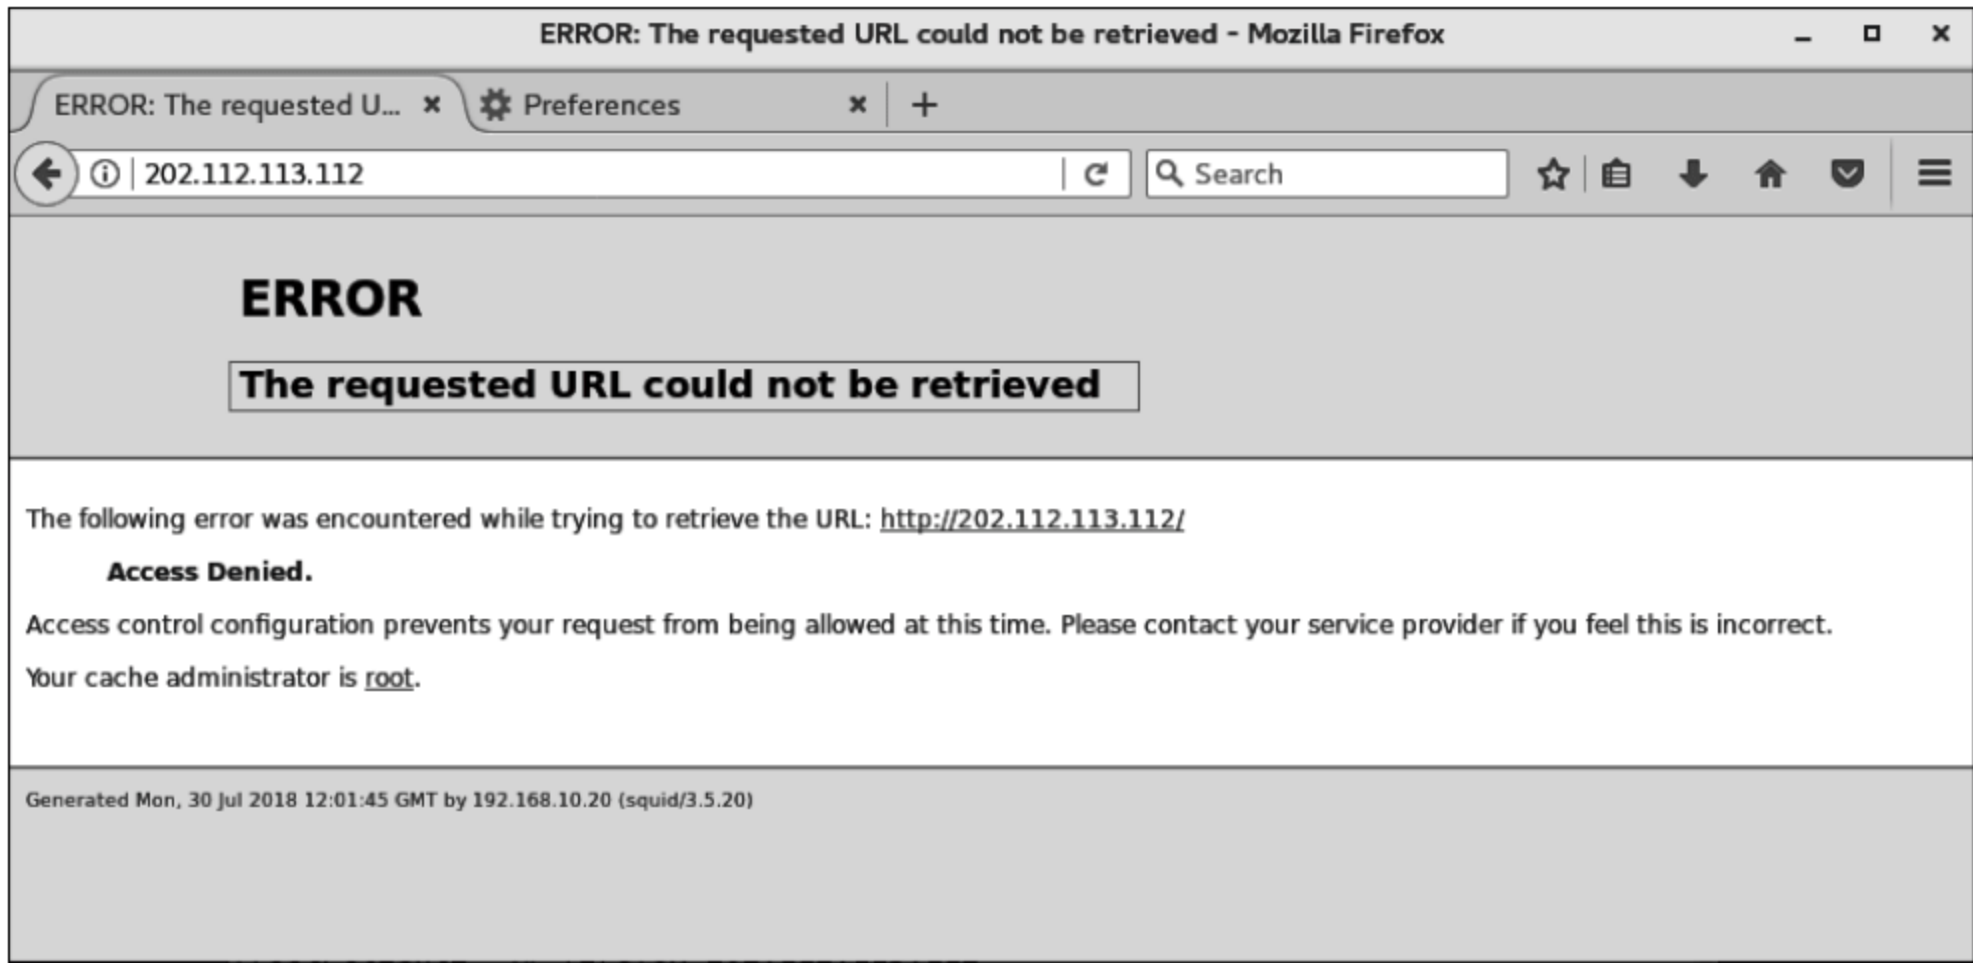 ERROR: The requested URL could not be retrieved - Mozilla Firefox
ERROR: The requested U... Preferences
202.112.113.112 Search
ERROR
The requested URL could not be retrieved
The following error was encountered while trying to retrieve the URL: http://202.112.113.112/
Access Denied.
Access control configuration prevents your request from being allowed at this time. Please contact your service provider if you feel this is incorrect.
Your cache administrator is root.
Generated Mon, 30 Jul 2018 12:01:45 GMT by 192.168.10.20 (squid/3.5.20)